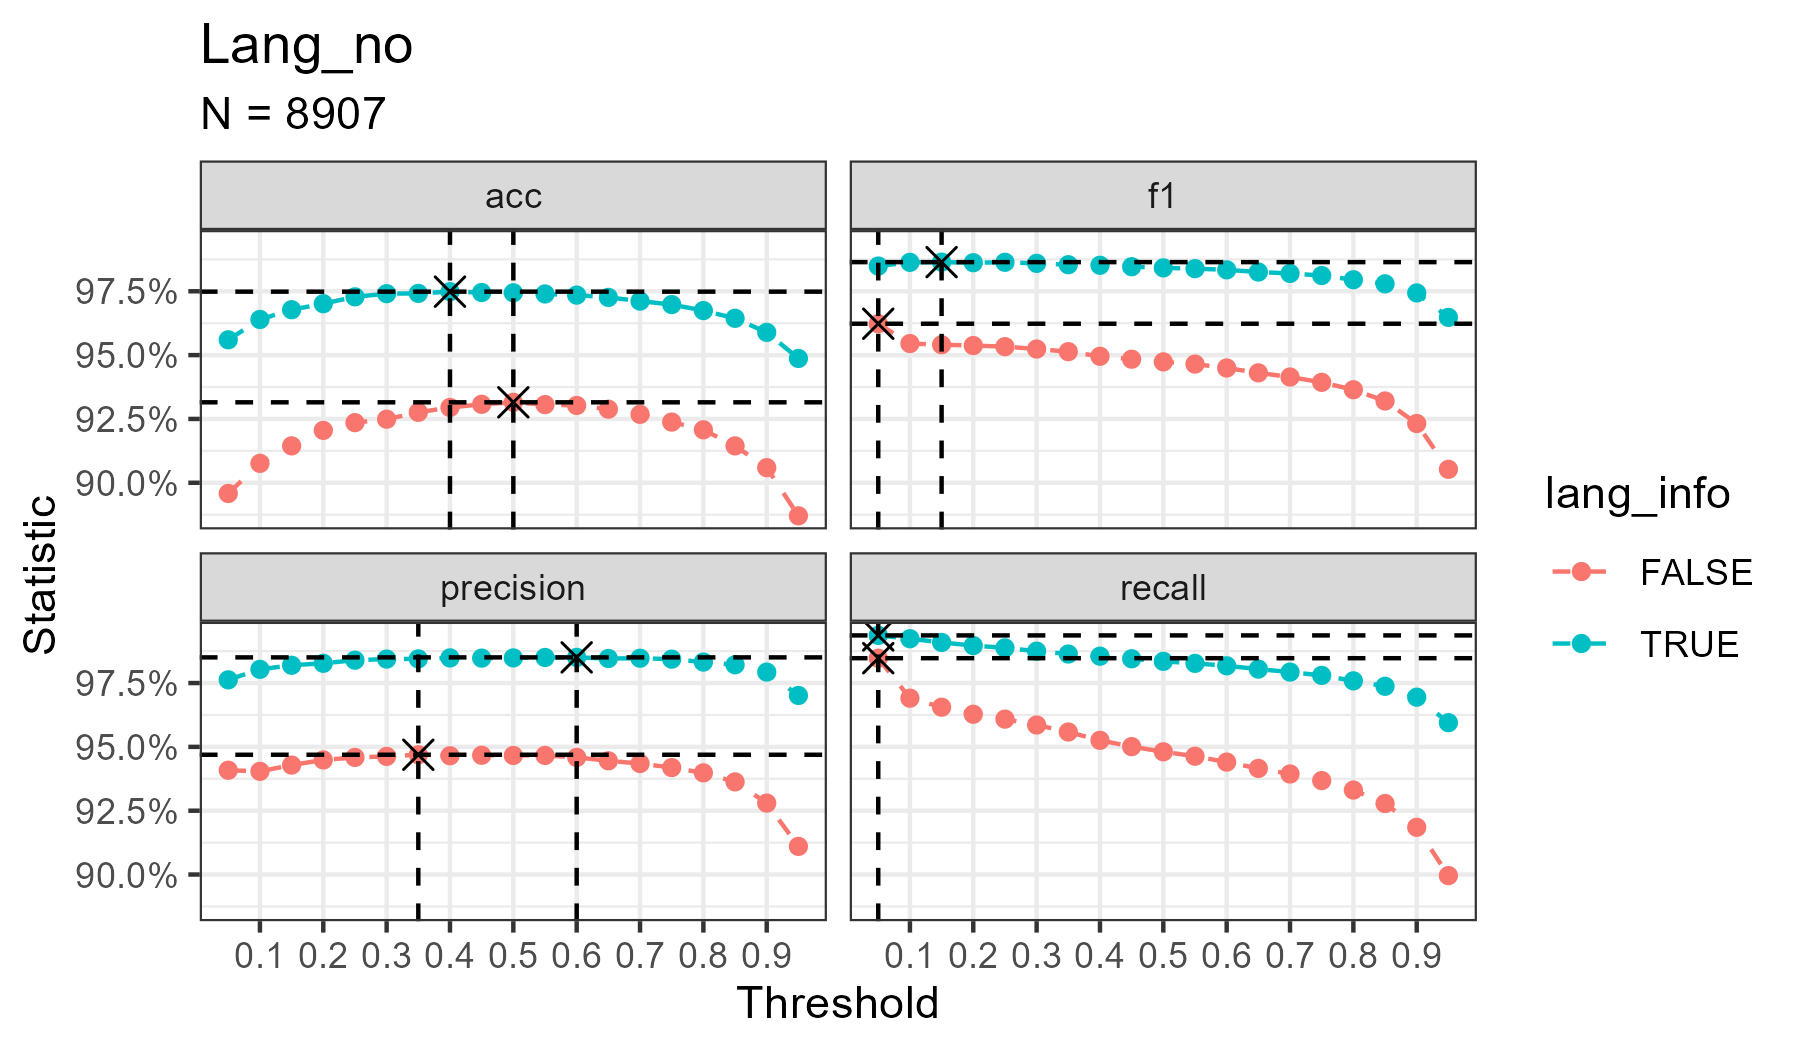 Lang_no
N = 8907
acc
f1
97.5%
95.0%
92.5%
90.0%
precision
recall
97.5%
95.0%
92.5%
90.0%
0.1 0.2 0.3 0.4 0.5 0.6 0.7 0.8 0.9
0.1 0.2 0.3 0.4 0.5 0.6 0.7 0.8 0.9
Threshold
Statistic
lang_info
FALSE
TRUE